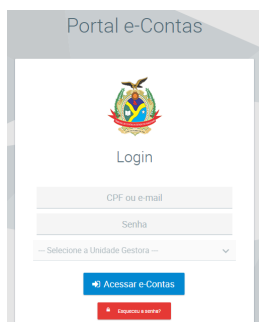 Portal e-Contas
Login
CPF ou e-mail
Senha
--- Selecione a Unidade Gestora ---
Acessar e-Contas
Esqueceu a senha?